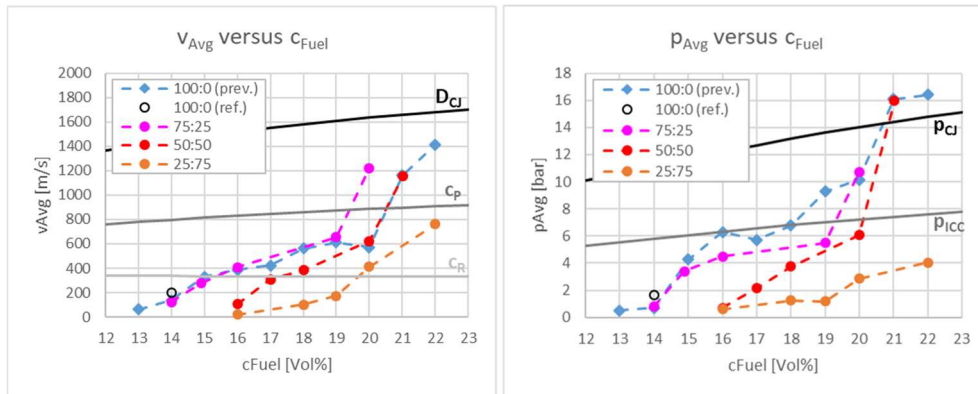 vAvg versus cFuel
2000
1800
1600
1400
1200
1000
800
600
400
200
0
vAvg [m/s]
100:0 (prev.)
100:0 (ref.)
75:25
50:50
25:75
DCJ
cP
cR
12 13 14 15 16 17 18 19 20 21 22 23
cFuel [Vol%]
pAvg versus cFuel
18
16
14
12
10
8
6
4
2
0
pAvg [bar]
100:0 (prev.)
100:0 (ref.)
75:25
50:50
25:75
pCJ
pICC
12 13 14 15 16 17 18 19 20 21 22 23
cFuel [Vol%]